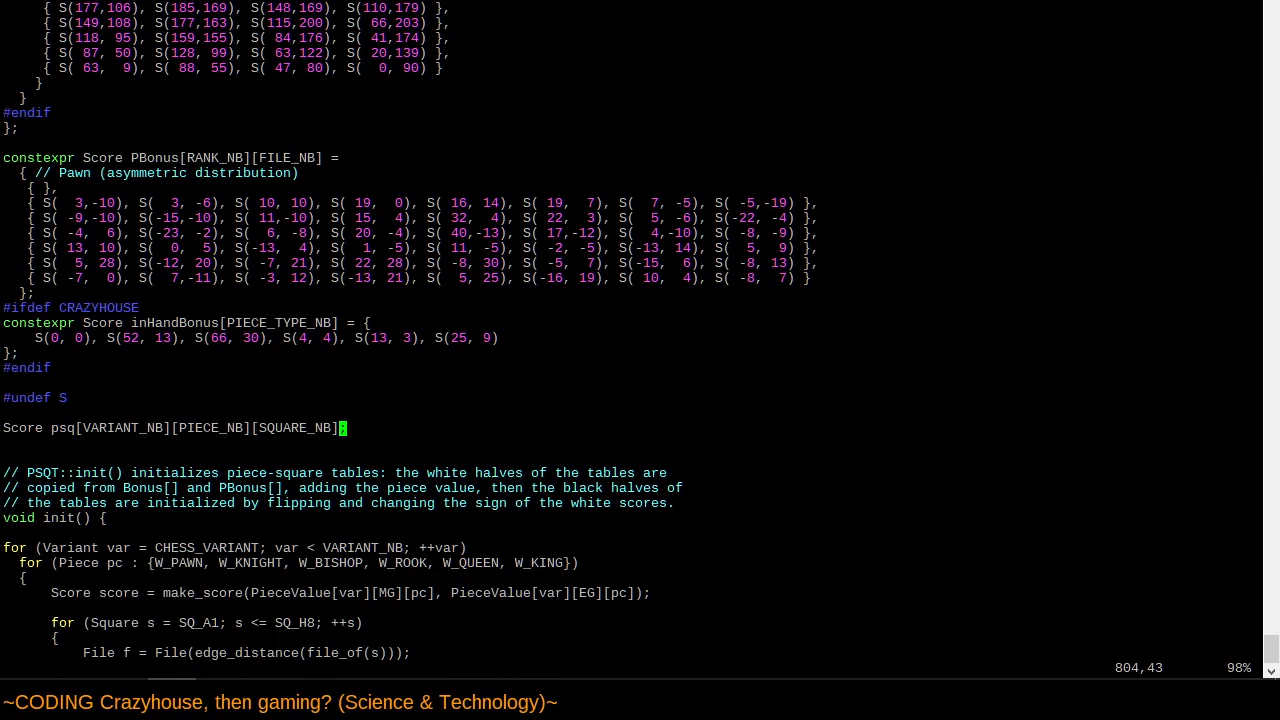 { S(177,106), S(185,169), S(148,169), S(110,179) },
{ S(149,108), S(177,163), S(115,200), S( 66,203) },
{ S(118, 95), S(159,155), S( 84,176), S( 41,174) },
{ S( 87, 50), S(128, 99), S( 63,122), S( 20,139) },
{ S( 63,  9), S( 88, 55), S( 47, 80), S(  0, 90) }
}
}
#endif
};
constexpr Score PBonus[RANK_NB][FILE_NB] =
{ // Pawn (asymmetric distribution)
{ },
{ S(  3,-10), S(  3, -6), S( 10, 10), S( 19,  0), S( 16, 14), S( 19,  7), S(  7, -5), S( -5,-19) },
{ S( -9,-10), S(-15,-10), S( 11,-10), S( 15,  4), S( 32,  4), S( 22,  3), S(  5, -6), S(-22, -4) },
{ S( -4,  6), S(-23, -2), S(  6, -8), S( 20, -4), S( 40,-13), S( 17,-12), S(  4,-10), S( -8, -9) },
{ S( 13, 10), S(  0,  5), S(-13,  4), S(  1, -5), S( 11, -5), S( -2, -5), S(-13, 14), S(  5,  9) },
{ S(  5, 28), S(-12, 20), S( -7, 21), S( 22, 28), S( -8, 30), S( -5,  7), S(-15,  6), S( -8, 13) },
{ S( -7,  0), S(  7,-11), S( -3, 12), S(-13, 21), S(  5, 25), S(-16, 19), S( 10,  4), S( -8,  7) }
};
#ifdef CRAZYHOUSE
constexpr Score inHandBonus[PIECE_TYPE_NB] = {
S(0, 0), S(52, 13), S(66, 30), S(4, 4), S(13, 3), S(25, 9)
};
#endif
#undef S
Score psq[VARIANT_NB][PIECE_NB][SQUARE_NB];
// PSQT::init() initializes piece-square tables: the white halves of the tables are
// copied from Bonus[] and PBonus[], adding the piece value, then the black halves of
// the tables are initialized by flipping and changing the sign of the white scores.
void init() {
for (Variant var = CHESS_VARIANT; var < VARIANT_NB; ++var)
for (Piece pc : {W_PAWN, W_KNIGHT, W_BISHOP, W_ROOK, W_QUEEN, W_KING})
{
Score score = make_score(PieceValue[var][MG][pc], PieceValue[var][EG][pc]);
for (Square s = SQ_A1; s <= SQ_H8; ++s)
{
File f = File(edge_distance(file_of(s)));
804,43 98%
~CODING Crazyhouse, then gaming? (Science & Technology)~